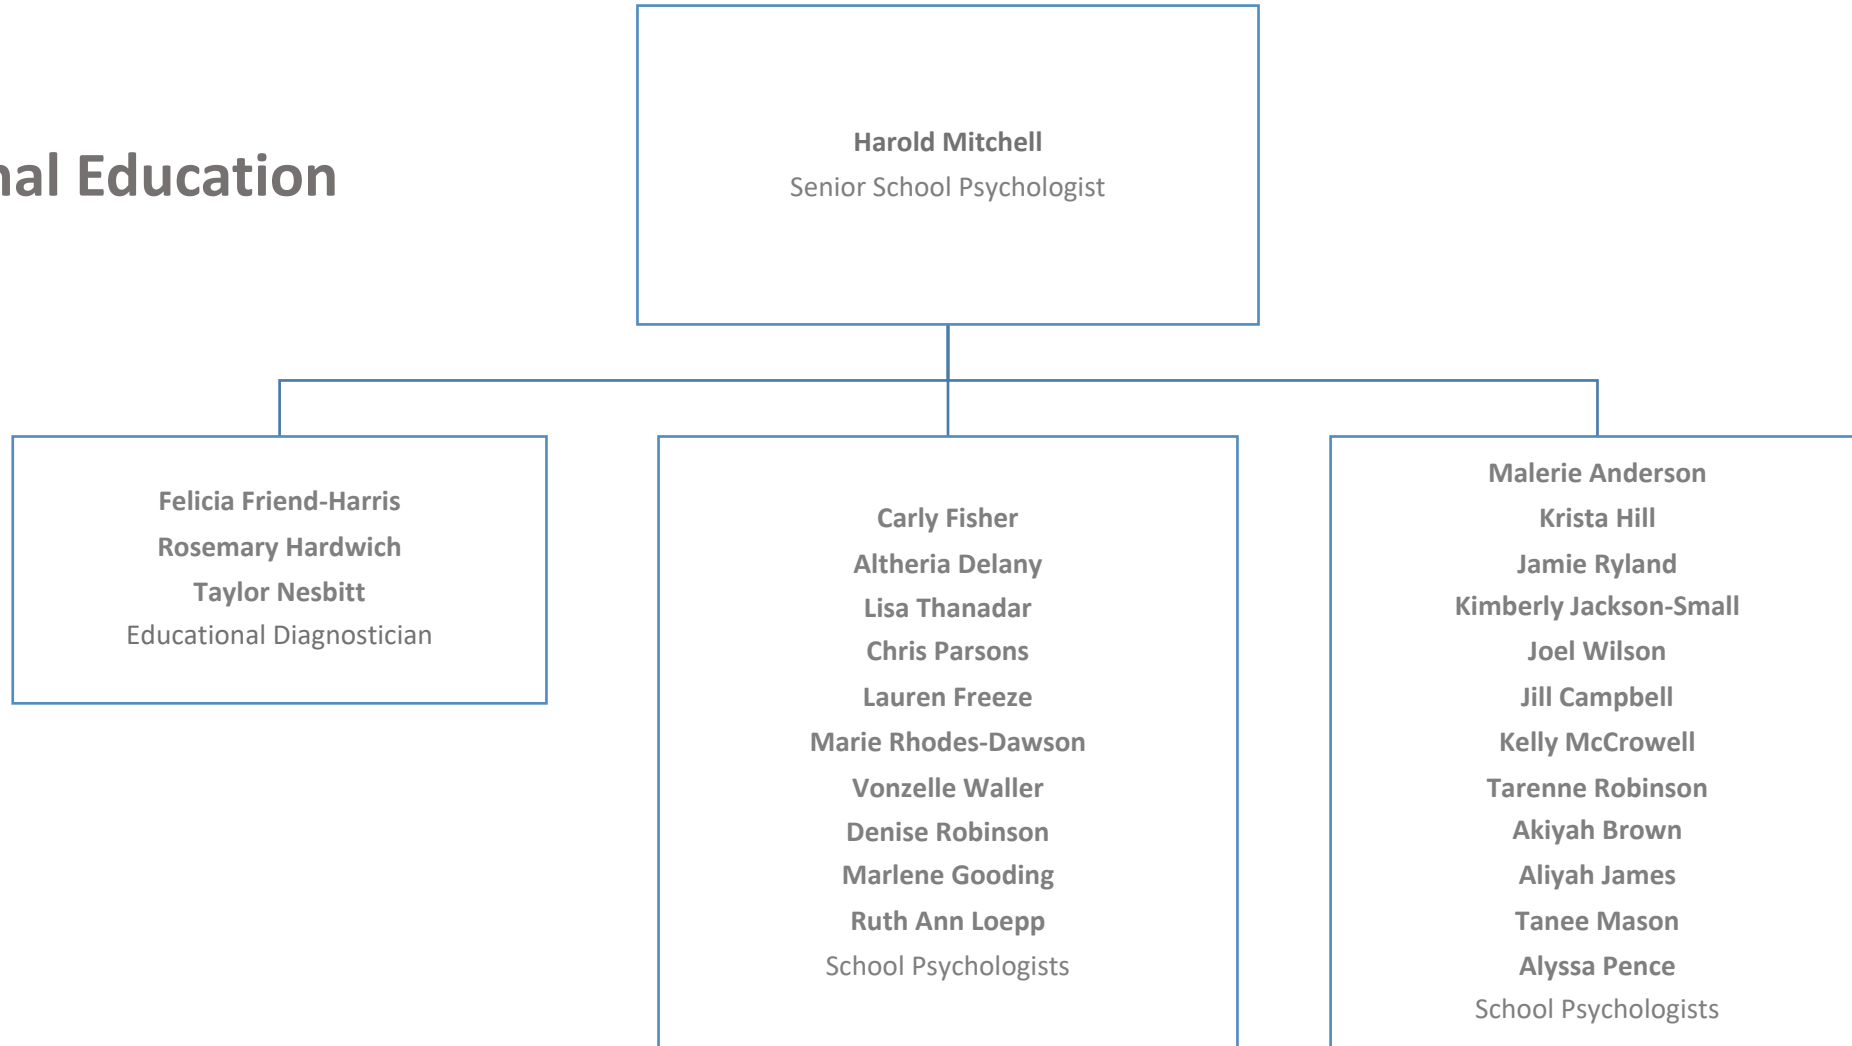 Education
Harold Mitchell
Senior School Psychologist
Felicia Friend-Harris
Rosemary Hardwich
Taylor Nesbitt
Educational Diagnostician
Carly Fisher
Altheria Delany
Lisa Thanadar
Chris Parsons
Lauren Freeze
Marie Rhodes-Dawson
Vonzelle Waller
Denise Robinson
Marlene Gooding
Ruth Ann Loepp
School Psychologists
Malerie Anderson
Krista Hill
Jamie Ryland
Kimberly Jackson-Small
Joel Wilson
Jill Campbell
Kelly McCrowell
Tarenne Robinson
Akiyah Brown
Aliyah James
Tanee Mason
Alyssa Pence
School Psychologists